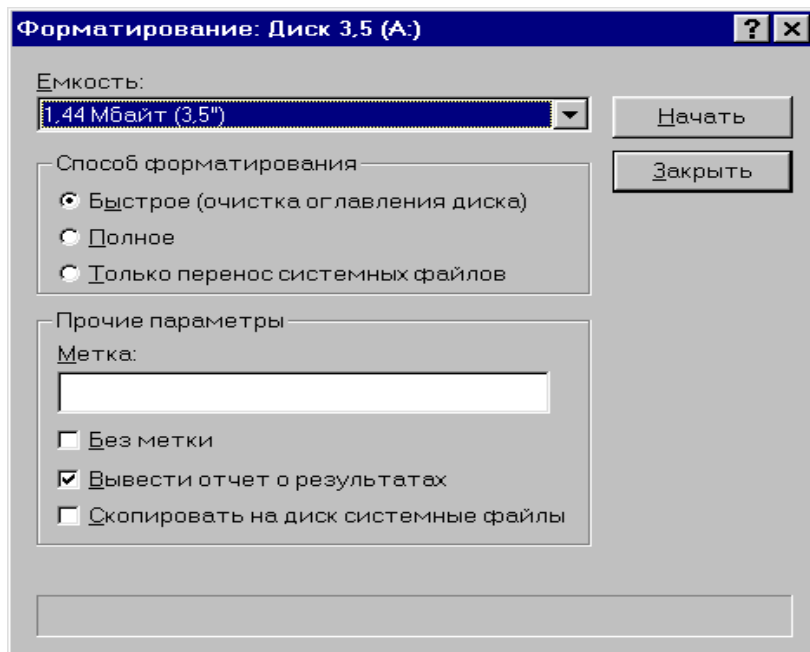 Форматирование: Диск 3,5 (A:)
Емкость:
1,44 Мбайт (3,5")
Начать
Способ форматирования
Закрыть
Быстрое (очистка оглавления диска)
Полное
Только перенос системных файлов
Прочие параметры
Метка:
Без метки
Вывести отчет о результатах
Скопировать на диск системные файлы